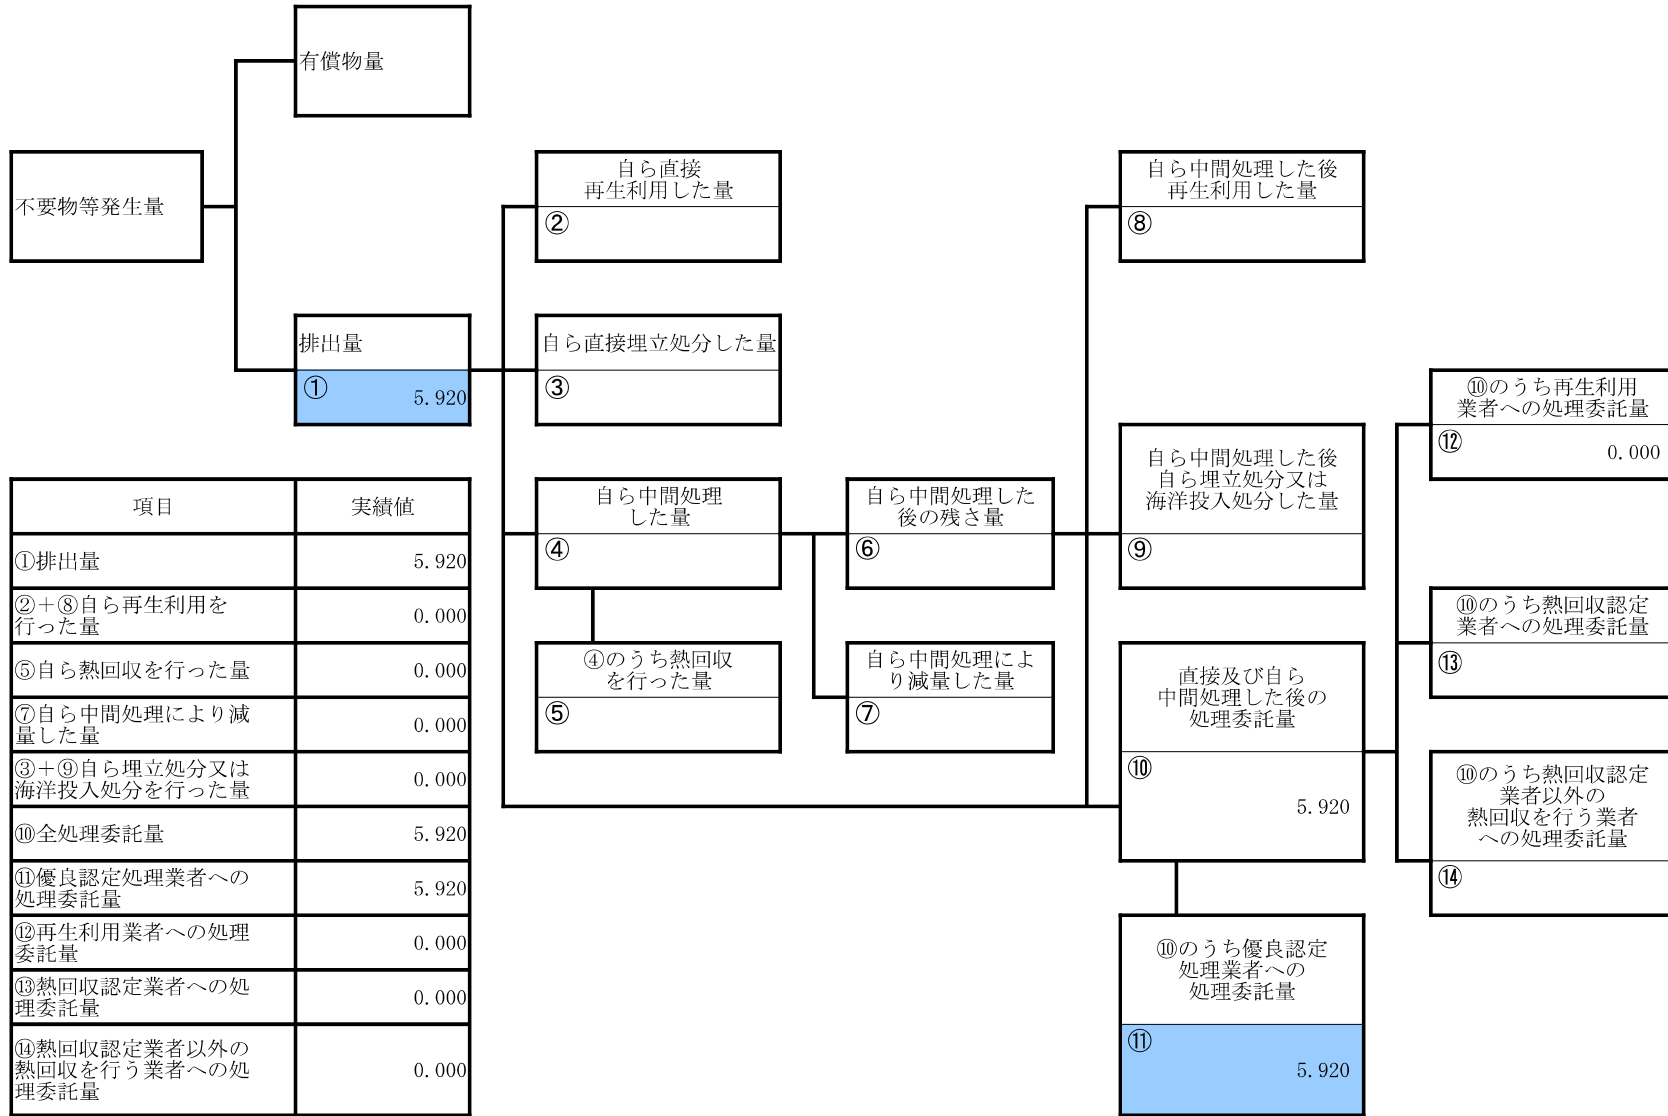 有償物量
不要物等発生量
自ら直接
再生利用した量
②
自ら中間処理した後
再生利用した量
⑧
排出量
①
5.920
自ら直接埋立処分した量
③
⑩のうち再生利用
業者への処理委託量
⑫
0.000
自ら中間処理
した量
④
自ら中間処理した
後の残さ量
⑥
自ら中間処理した後
自ら埋立処分又は
海洋投入処分した量
⑨
⑩のうち熱回収認定
業者への処理委託量
⑬
④のうち熱回収
を行った量
⑤
自ら中間処理によ
り減量した量
⑦
直接及び自ら
中間処理した後の
処理委託量
⑩
5.920
⑩のうち熱回収認定
業者以外の
熱回収を行う業者
への処理委託量
⑭
⑩のうち優良認定
処理業者への
処理委託量
⑪
5.920
項目 実績値
①排出量 5.920
②＋⑧自ら再生利用を
行った量 0.000
⑤自ら熱回収を行った量 0.000
⑦自ら中間処理により減
量した量 0.000
③＋⑨自ら埋立処分又は
海洋投入処分を行った量 0.000
⑩全処理委託量 5.920
⑪優良認定処理業者への
処理委託量 5.920
⑫再生利用業者への処理
委託量 0.000
⑬熱回収認定業者への処
理委託量 0.000
⑭熱回収認定業者以外の
熱回収を行う業者への処
理委託量 0.000